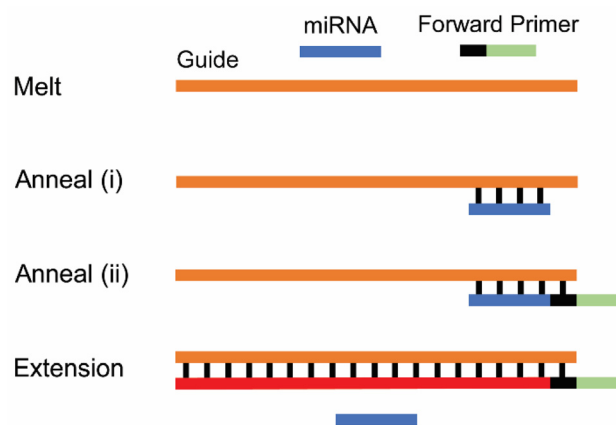 miRNA
Forward Primer
Guide
Melt
Anneal (i)
Anneal (ii)
Extension